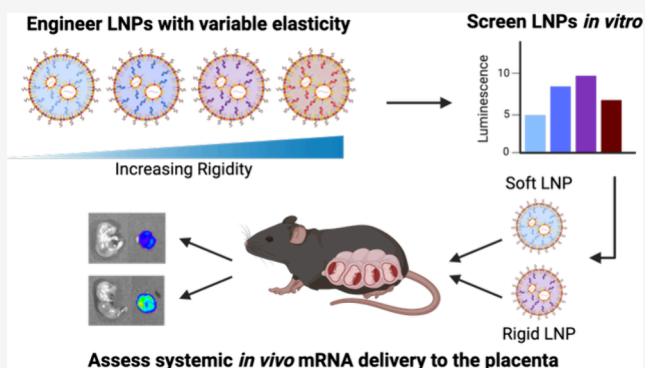 Engineer LNPs with variable elasticity
Screen LNPs in vitro
Luminescence
10
5
0
Increasing Rigidity
Soft LNP
Rigid LNP
Assess systemic in vivo mRNA delivery to the placenta